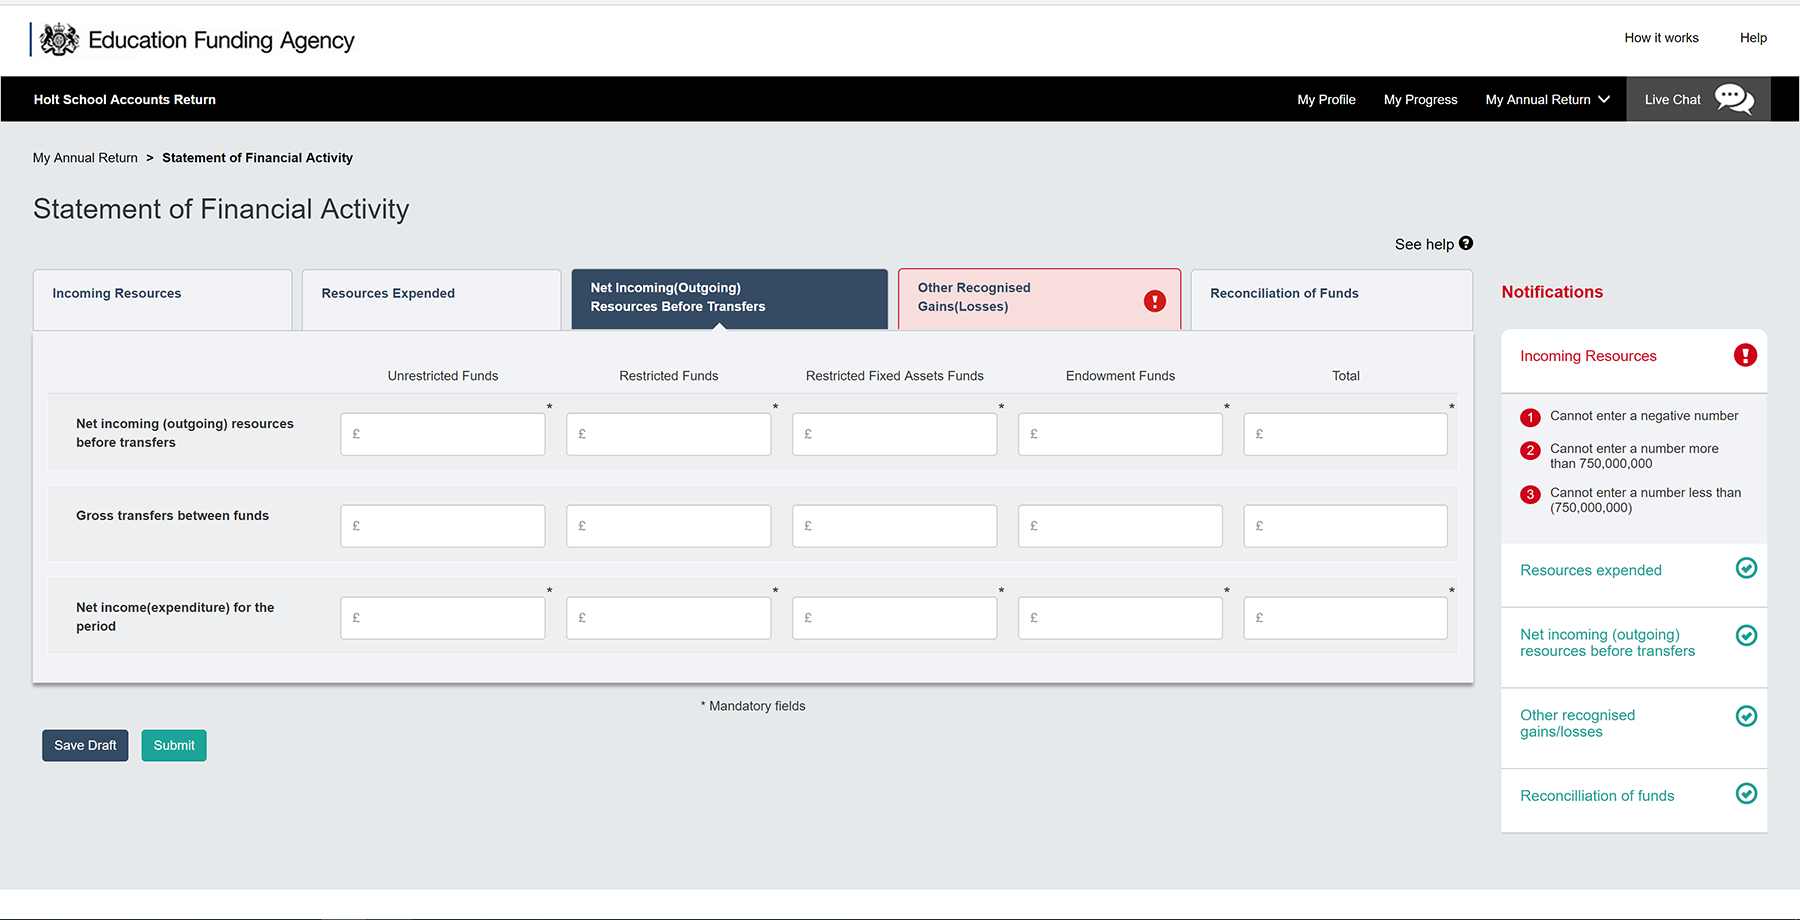 Education Funding Agency
How it works
Help
Holt School Accounts Return
My Profile
My Progress
My Annual Return
Live Chat
My Annual Return > Statement of Financial Activity
Statement of Financial Activity
See help ?
Incoming Resources
Resources Expended
Net Incoming(Outgoing)
Resources Before Transfers
Other Recognised
Gains(Losses)
!
Reconciliation of Funds
Unrestricted Funds
Restricted Funds
Restricted Fixed Assets Funds
Endowment Funds
Total
Net incoming (outgoing) resources
before transfers
£ * £ * £ * £ * £ *
Gross transfers between funds
£ £ £ £ £
Net income(expenditure) for the
period
£ * £ * £ * £ * £ *
* Mandatory fields
Save Draft
Submit
Notifications
Incoming Resources !
1 Cannot enter a negative number
2 Cannot enter a number more
than 750,000,000
3 Cannot enter a number less than
(750,000,000)
Resources expended
Net incoming (outgoing)
resources before transfers
Other recognised
gains/losses
Reconcilliation of funds